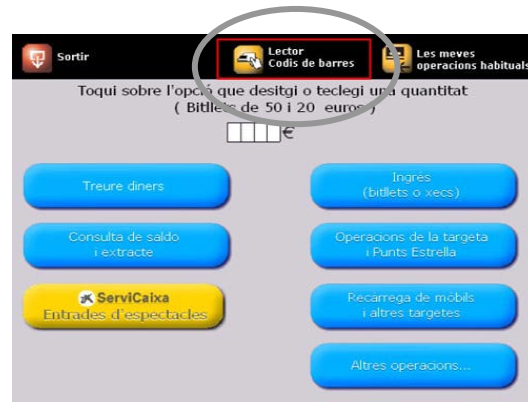 Sortir
Lector
Codis de barres
Les meves
operacions habituals
Toqui sobre l'opció que desitgi o teclegi una quantitat
( Bitllets de 50 i 20 euros )
€
Treure diners
Ingrés
(bitllets o xecs)
Consulta de saldo
i extracte
Operacions de la targeta
i Punts Estrella
ServiCaixa
Entrades d'espectacles
Recàrrega de mòbils
i altres targetes
Altres operacions...